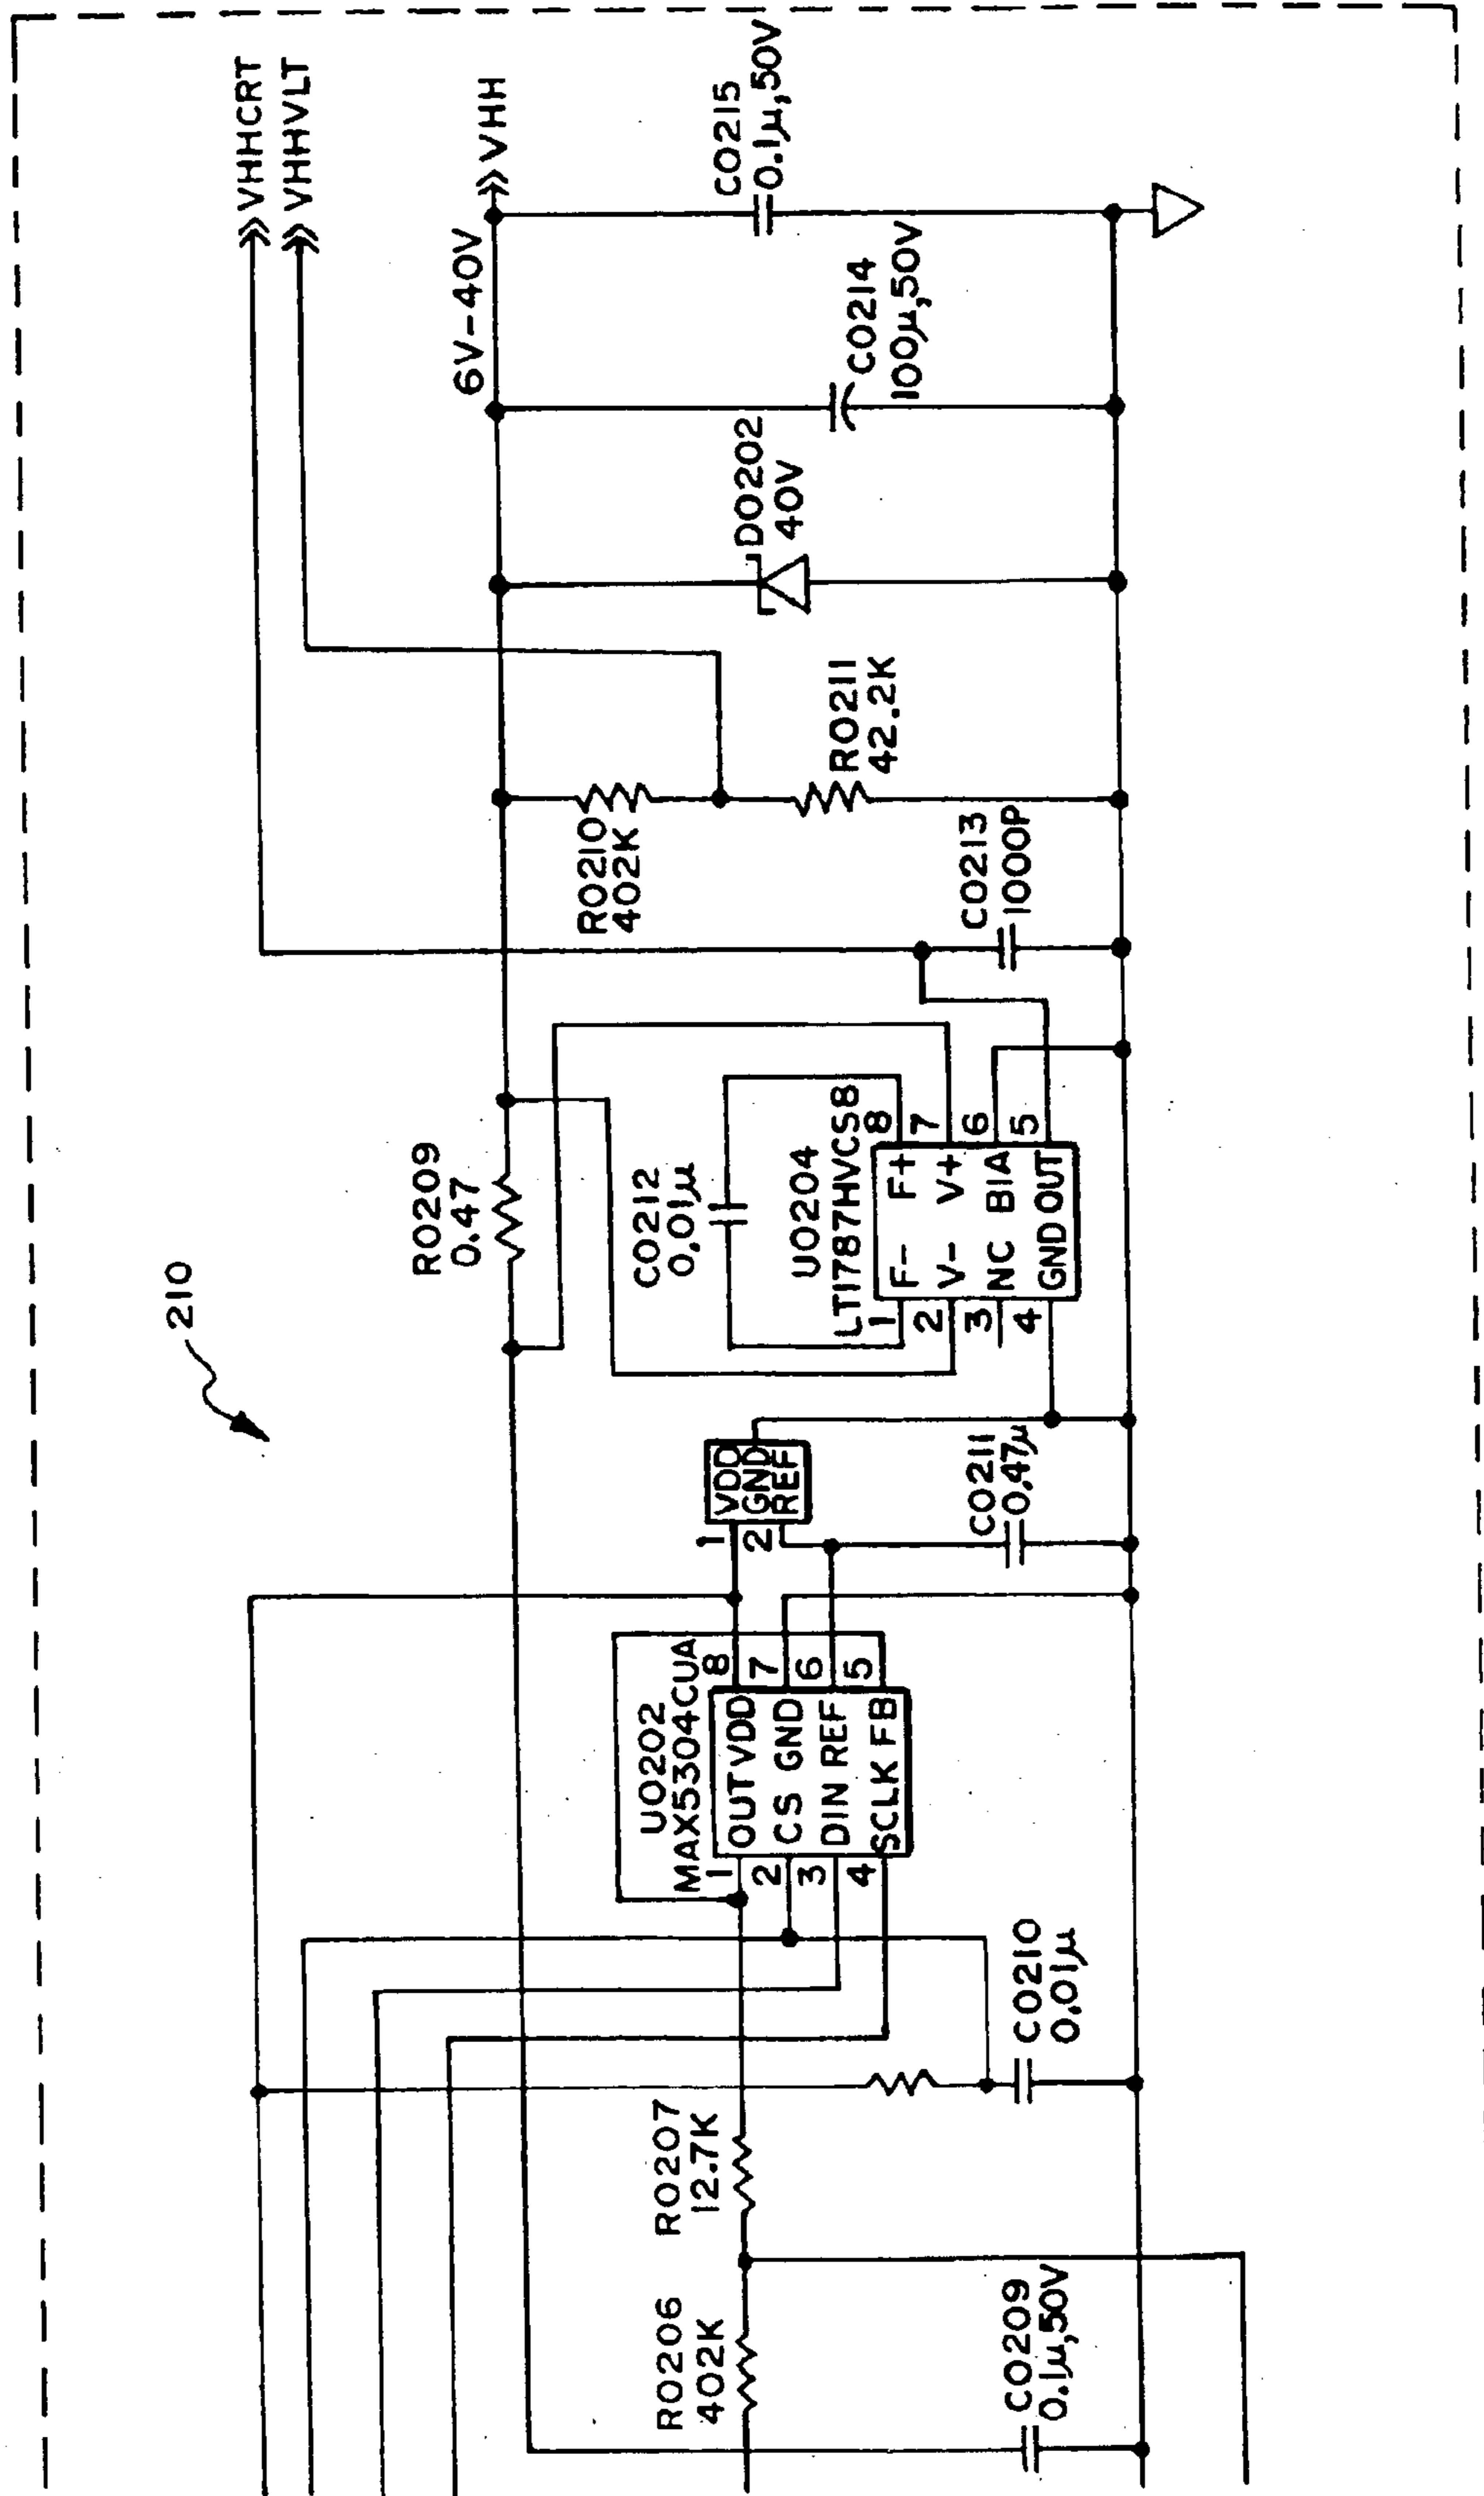 210
VHHCRT
VHHVLT
VHH
6V-40V
C0215
0.1µ,50V
C0214
100µ,50V
D0202
40V
R0211
42.2K
R0210
402K
C0213
1000P
R0209
0.47
C0212
0.01µ
U0204
LT1787HVCS8
F- F+
V- V+
NC BIA
GND OUT
1
2
3
4
8
7
6
5
VDD
GND
REF
1
2
C0211
0.47µ
U0202
MAX5304CUA
OUT VDD
CS GND
DIN REF
SCLK FB
1
2
3
4
8
7
6
5
C0210
0.01µ
R0207
12.7K
R0206
402K
C0209
0.1µ,50V